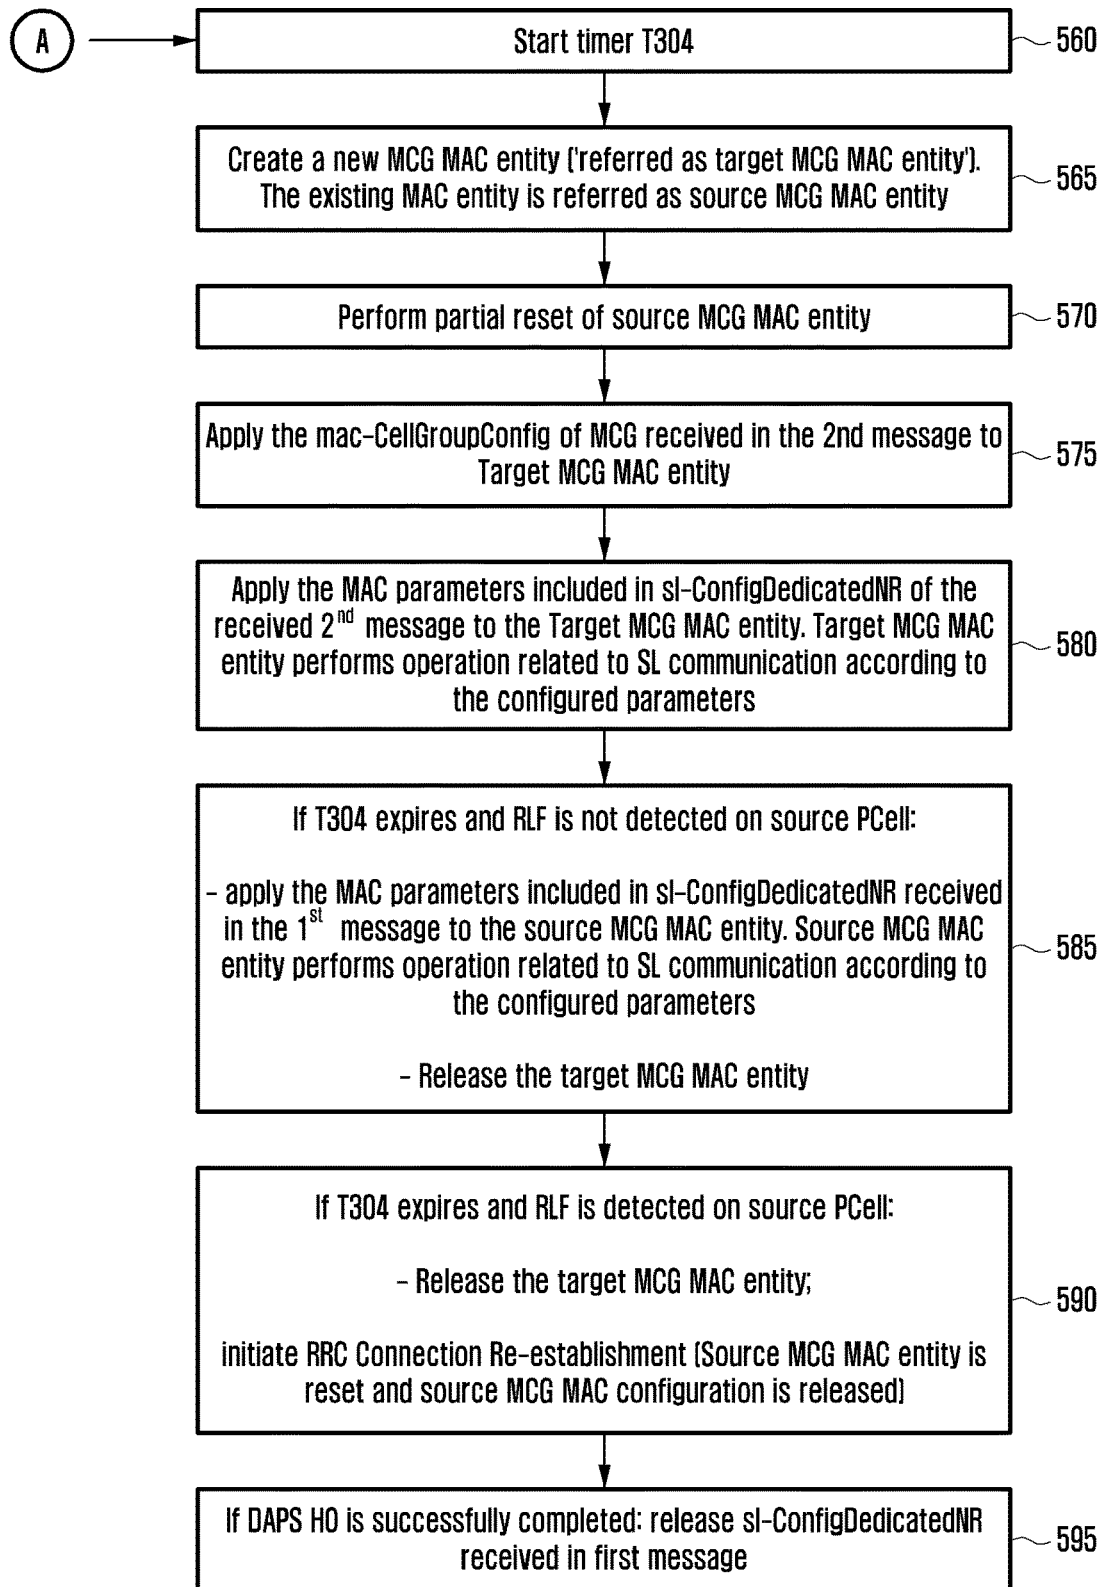 A
Start timer T304
560
Create a new MCG MAC entity ('referred as target MCG MAC entity').
The existing MAC entity is referred as source MCG MAC entity
565
Perform partial reset of source MCG MAC entity
570
Apply the mac-CellGroupConfig of MCG received in the 2nd message to
Target MCG MAC entity
575
Apply the MAC parameters included in sl-ConfigDedicatedNR of the
received 2nd message to the Target MCG MAC entity. Target MCG MAC
entity performs operation related to SL communication according to
the configured parameters
580
If T304 expires and RLF is not detected on source PCell:
- apply the MAC parameters included in sl-ConfigDedicatedNR received
in the 1st message to the source MCG MAC entity. Source MCG MAC
entity performs operation related to SL communication according to
the configured parameters
- Release the target MCG MAC entity
585
If T304 expires and RLF is detected on source PCell:
- Release the target MCG MAC entity;
initiate RRC Connection Re-establishment (Source MCG MAC entity is
reset and source MCG MAC configuration is released)
590
If DAPS HO is successfully completed: release sl-ConfigDedicatedNR
received in first message
595